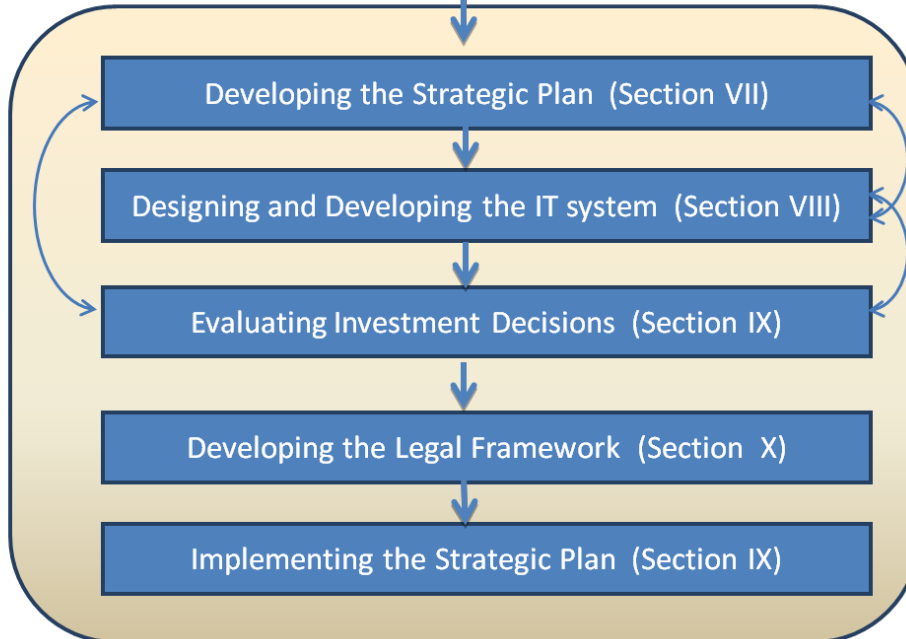 Developing the Strategic Plan (Section VII)
Designing and Developing the IT system (Section VIII)
Evaluating Investment Decisions (Section IX)
Developing the Legal Framework (Section X)
Implementing the Strategic Plan (Section IX)